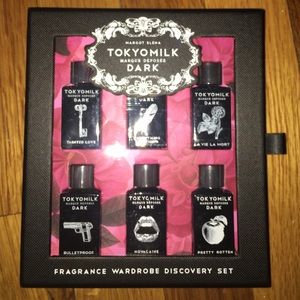 MARGOT ELENA
TOKYOMILK
MARQUE DEPOSÉE
DARK
TOKYOMILK
MARQUE DEPOSEE
DARK
TAINTED LOVE
DARK
TOKYOMILK
MARQUE DEPOSEE
DARK
LA VIE LA MORT
TOKYOMILK
MARQUE DEPOSEE
DARK
BULLETPROOF
TOKYOMILK
MARQUE DEPOSEE
DARK
NOVOCAINE
TOKYOMILK
MARQUE DEPOSEE
DARK
PRETTY ROTTEN
FRAGRANCE WARDROBE DISCOVERY SET